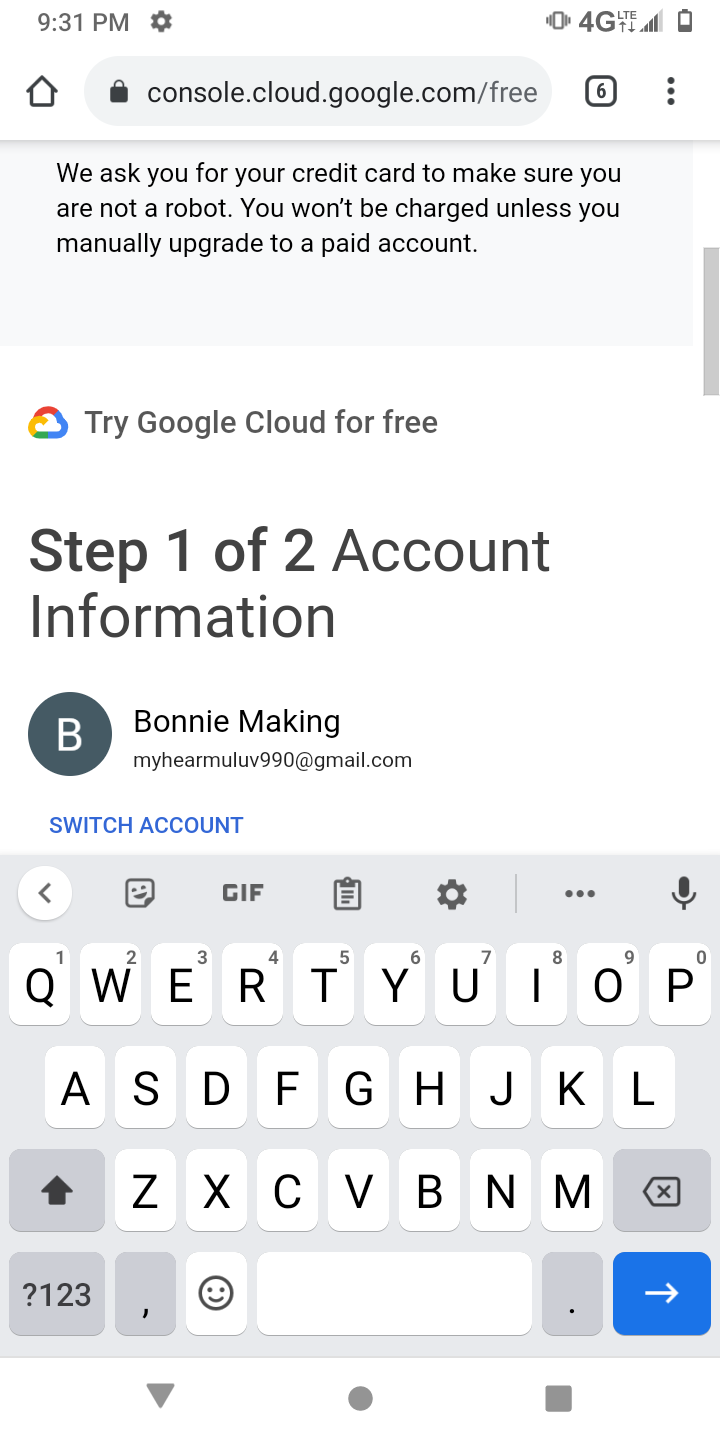 9:31 PM 4G LTE
console.cloud.google.com/free 6
We ask you for your credit card to make sure you
are not a robot. You won’t be charged unless you
manually upgrade to a paid account.
Try Google Cloud for free
Step 1 of 2 Account
Information
B
Bonnie Making
myhearmuluv990@gmail.com
SWITCH ACCOUNT
GIF
1 2 3 4 5 6 7 8 9 0
Q W E R T Y U I O P
A S D F G H J K L
Z X C V B N M
?123 , .